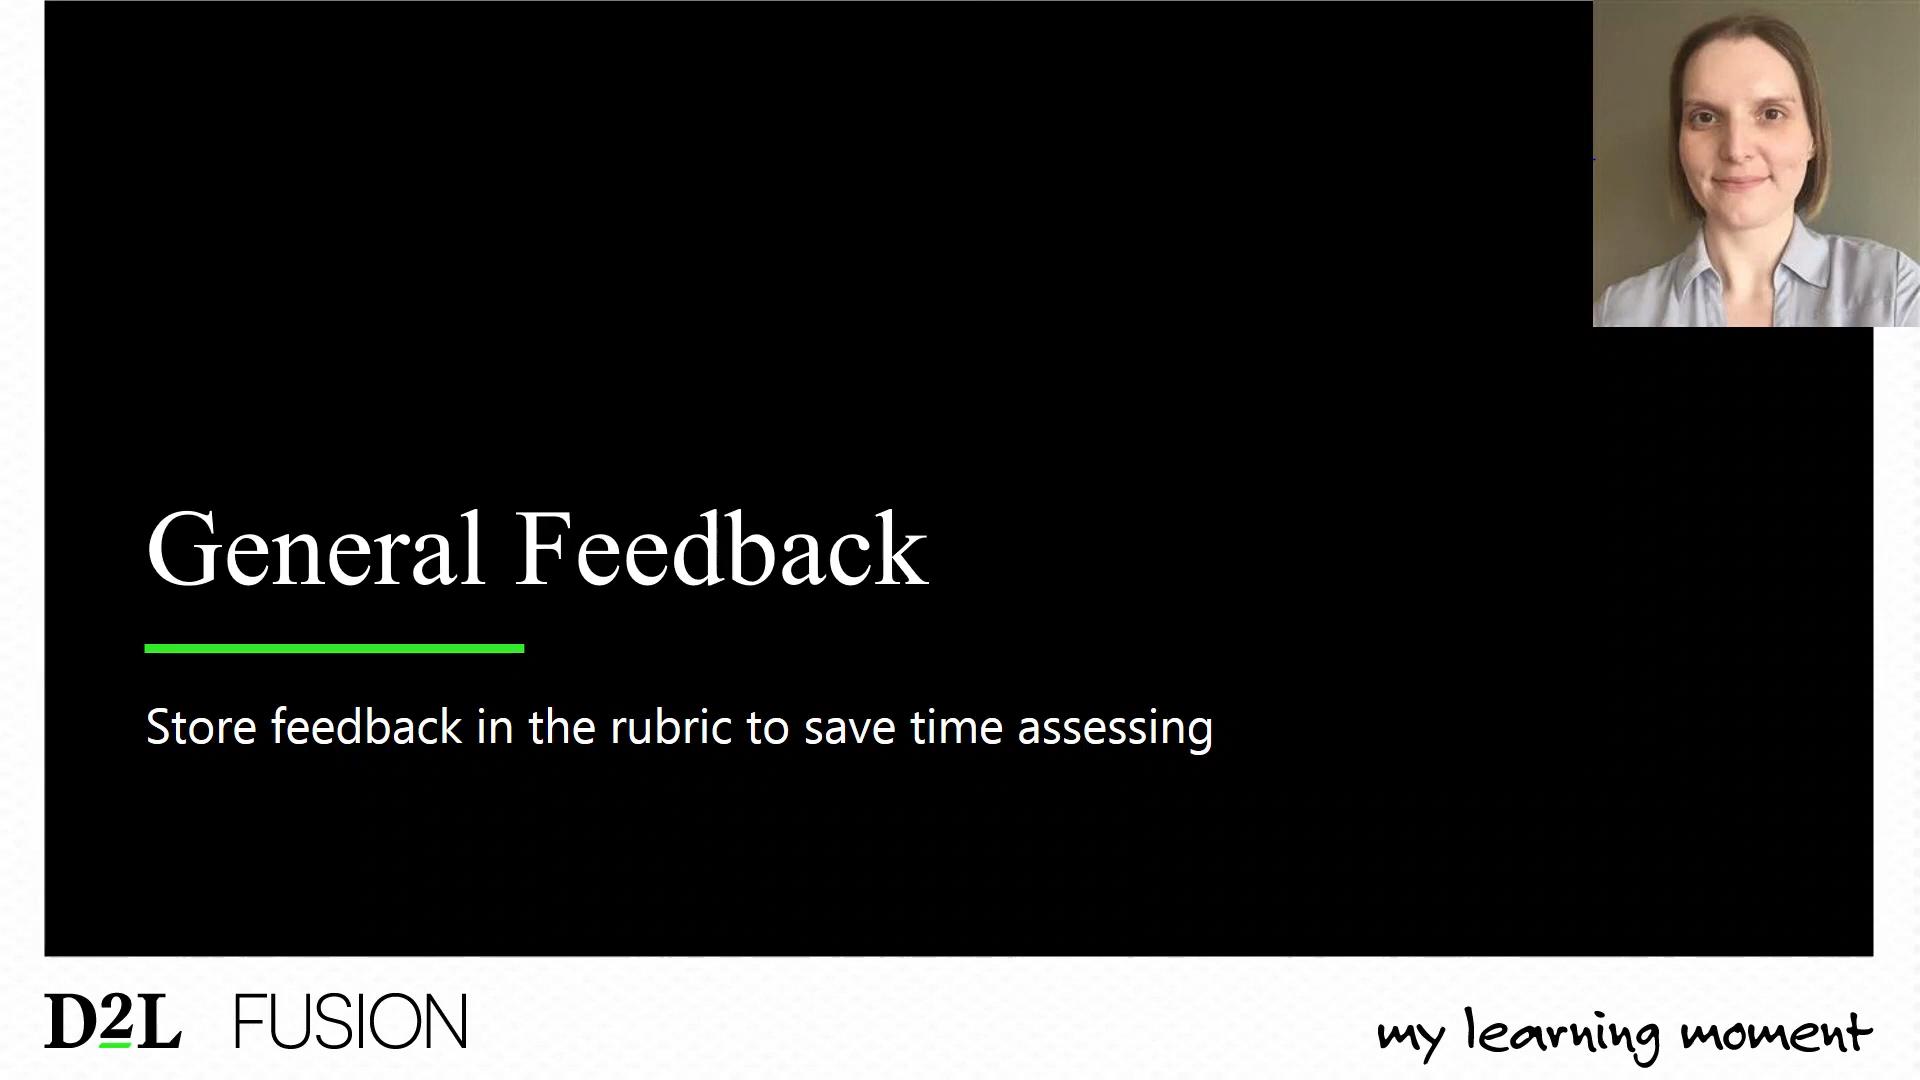 General Feedback
Store feedback in the rubric to save time assessing
D2L FUSION
my learning moment